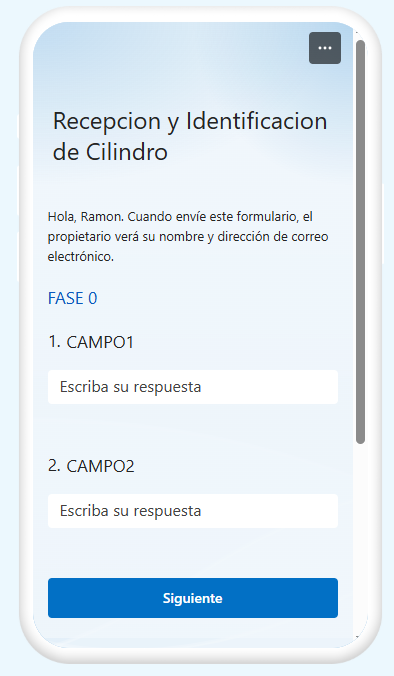 ...
Recepcion y Identificacion
de Cilindro
Hola, Ramon. Cuando envíe este formulario, el
propietario verá su nombre y dirección de correo
electrónico.
FASE 0
1. CAMPO1
Escriba su respuesta
2. CAMPO2
Escriba su respuesta
Siguiente